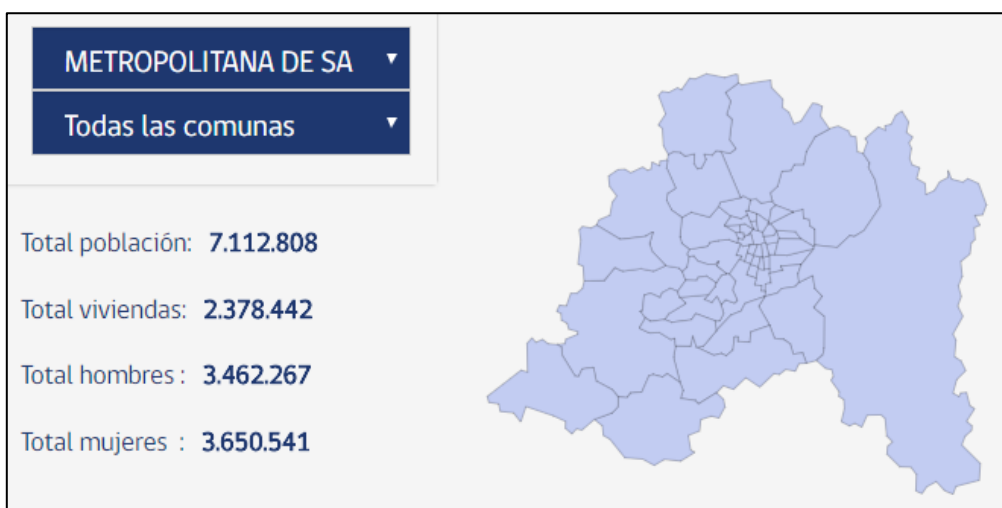 METROPOLITANA DE SA
Todas las comunas
Total población: 7.112.808
Total viviendas: 2.378.442
Total hombres : 3.462.267
Total mujeres : 3.650.541